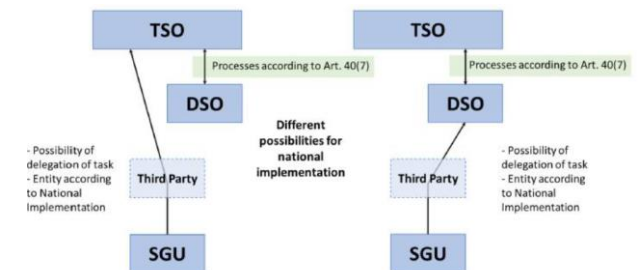 TSO
TSO
Processes according to Art. 40(7)
Processes according to Art. 40(7)
DSO
DSO
Different
possibilities for
national
implementation
- Possibility of
delegation of task
- Entity according
to National
Implementation
Third Party
Third Party
- Possibility of
delegation of task
- Entity according
to National
Implementation
SGU
SGU